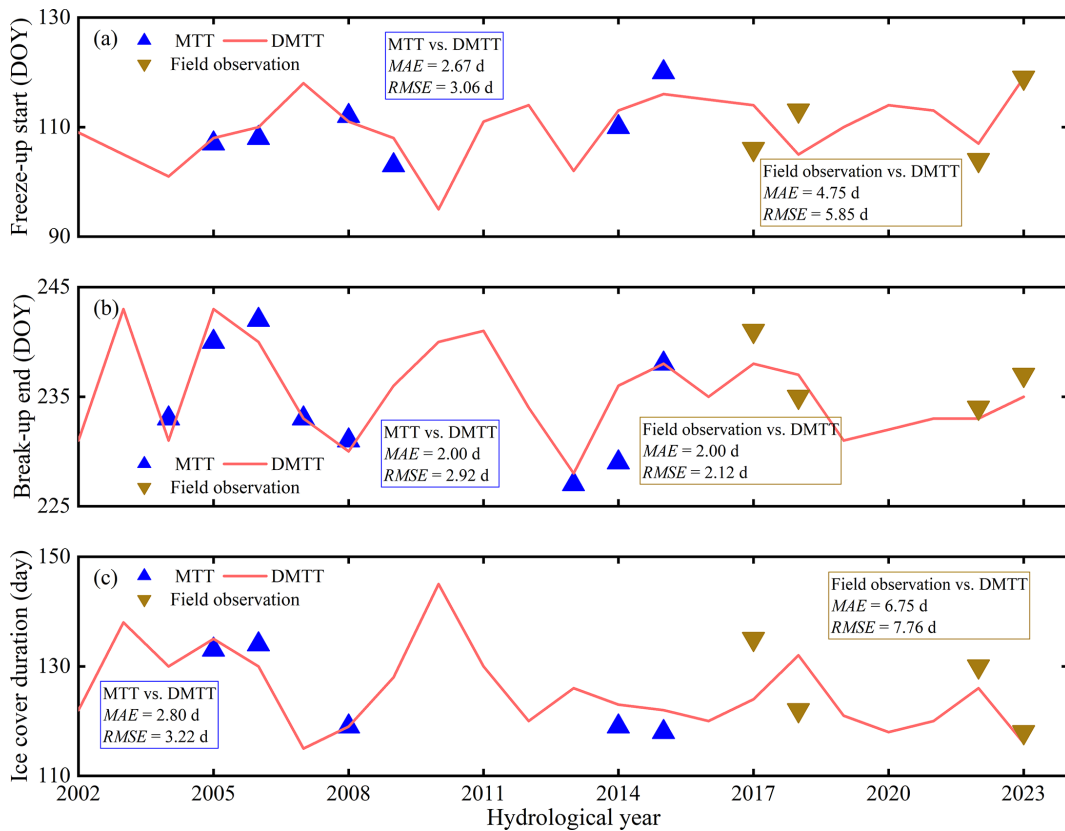 130
(a)
MTT
DMTT
Field observation
MTT vs. DMTT
MAE = 2.67 d
RMSE = 3.06 d
110
Field observation vs. DMTT
MAE = 4.75 d
RMSE = 5.85 d
90
Freeze-up start (DOY)
245
(b)
235
MTT vs. DMTT
MAE = 2.00 d
RMSE = 2.92 d
Field observation vs. DMTT
MAE = 2.00 d
RMSE = 2.12 d
MTT
DMTT
Field observation
225
Break-up end (DOY)
150
(c)
MTT
DMTT
Field observation
Field observation vs. DMTT
MAE = 6.75 d
RMSE = 7.76 d
130
MTT vs. DMTT
MAE = 2.80 d
RMSE = 3.22 d
110
Ice cover duration (day)
2002 2005 2008 2011 2014 2017 2020 2023
Hydrological year